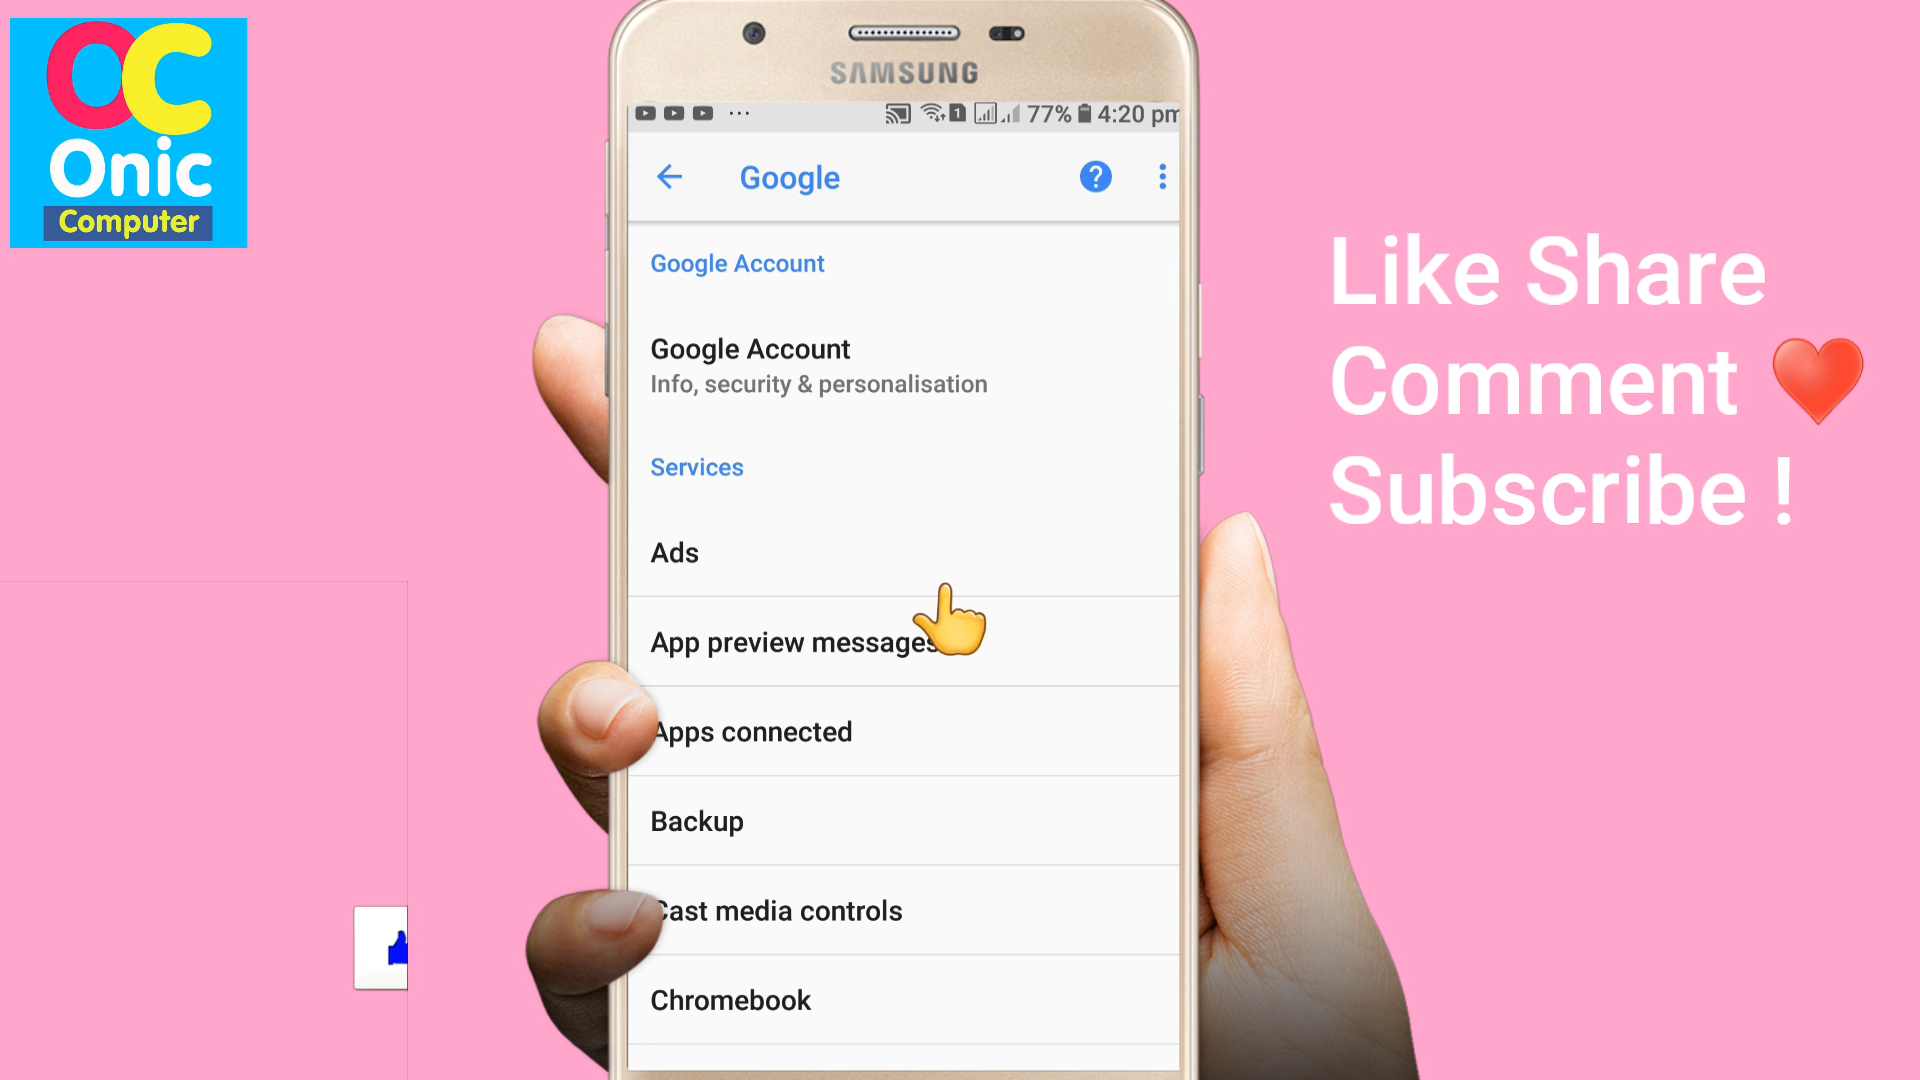 OC
Onic
Computer
SAMSUNG
1 77% 4:20 pm
Google ?
Google Account
Google Account
Info, security & personalisation
Services
Ads
App preview messages
Apps connected
Backup
Cast media controls
Chromebook
Like Share
Comment ❤️
Subscribe !